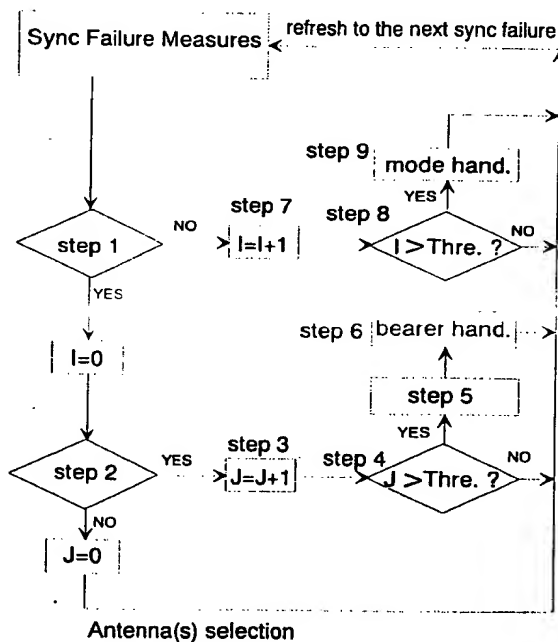 Sync Failure Measures
refresh to the next sync failure
step 9
mode hand.
YES
step 7
step 8
step 1
NO
I=I+1
I > Thre. ?
NO
YES
step 6
bearer hand.
I=0
step 5
YES
step 3
step 4
step 2
YES
J=J+1
J > Thre. ?
NO
NO
J=0
Antenna(s) selection